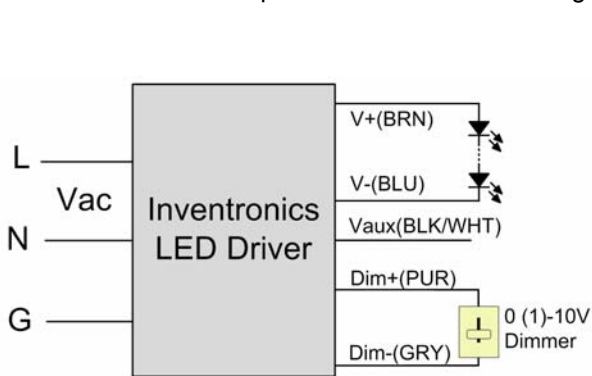 L
Vac
N
G
Inventronics
LED Driver
V+(BRN)
V-(BLU)
Vaux(BLK/WHT)
Dim+(PUR)
Dim-(GRY)
0 (1)-10V
Dimmer